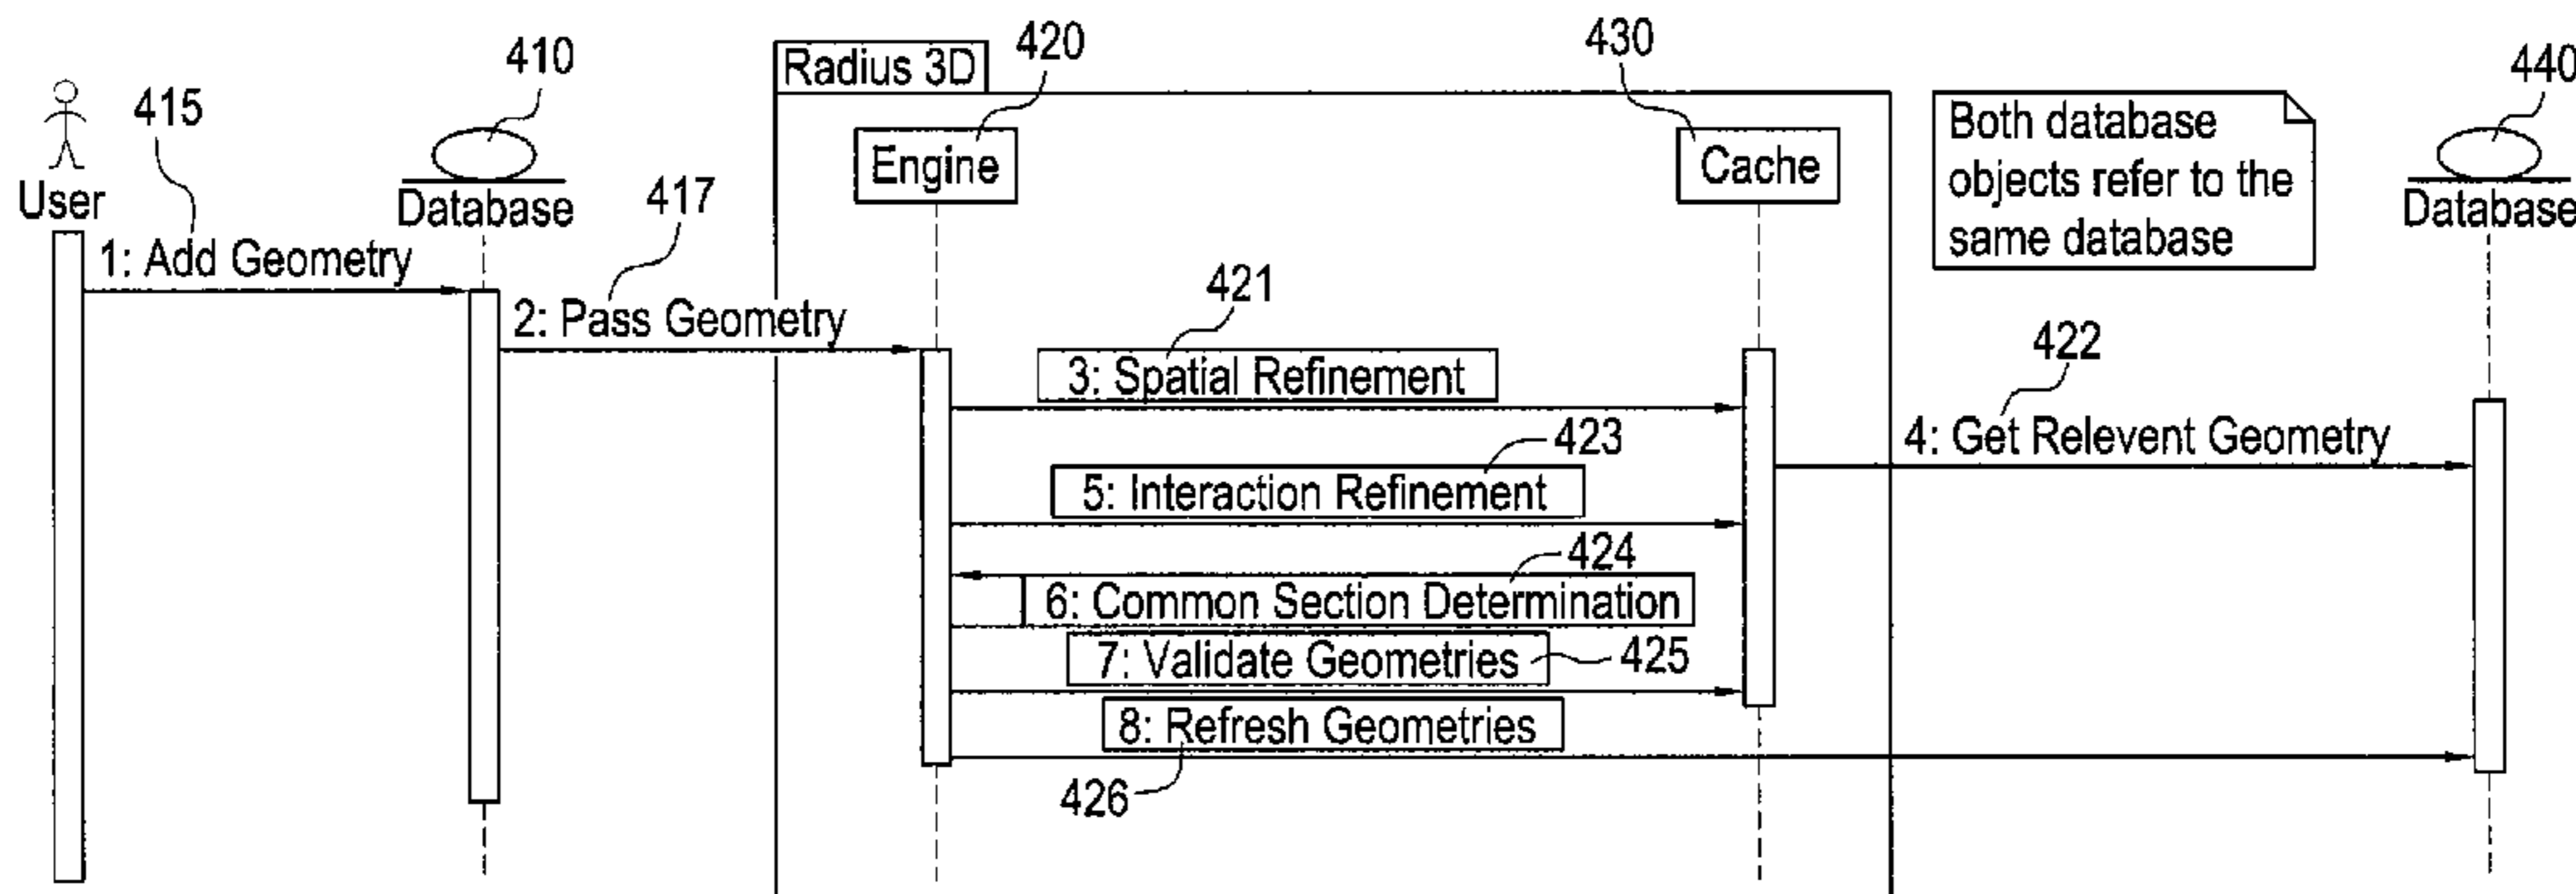 Radius 3D
420
430
440
410
415
User
Database
Engine
Cache
Both database
objects refer to the
same database
Database
417
1: Add Geometry
2: Pass Geometry
421
3: Spatial Refinement
422
4: Get Relevent Geometry
423
5: Interaction Refinement
424
6: Common Section Determination
7: Validate Geometries
425
8: Refresh Geometries
426